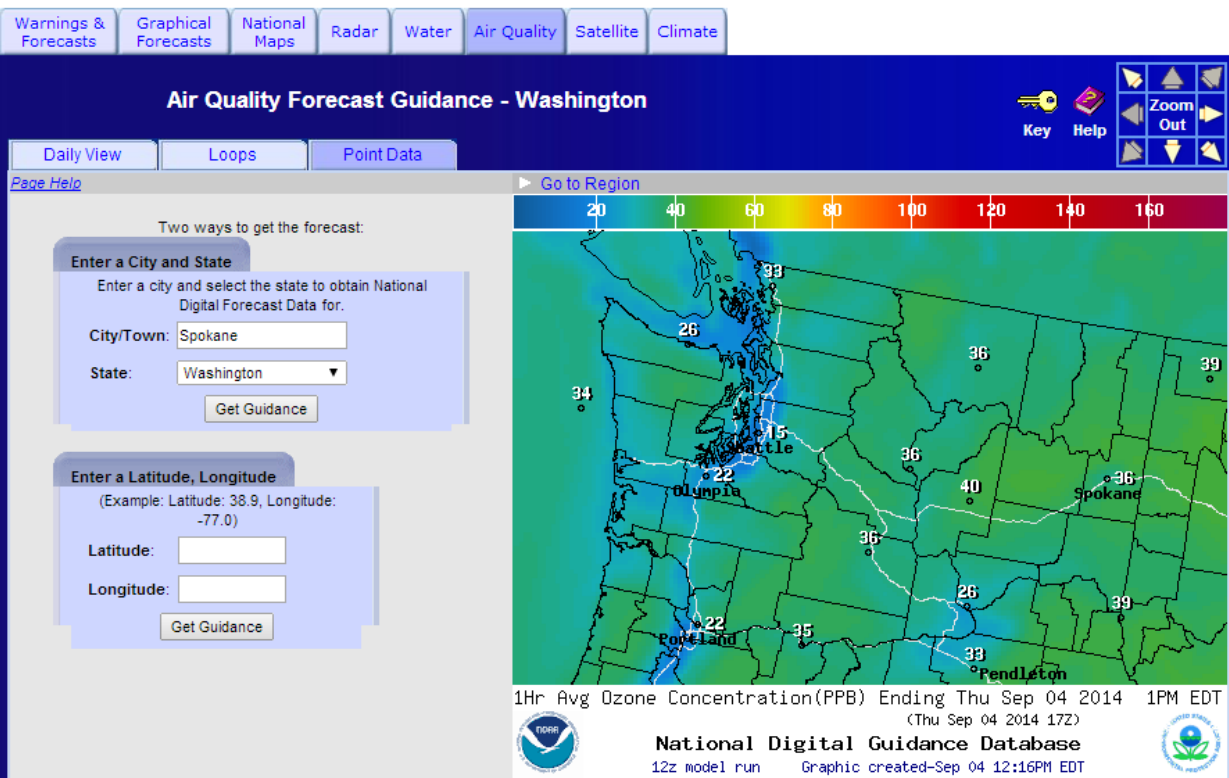 Warnings & Forecasts
Graphical Forecasts
National Maps
Radar
Water
Air Quality
Satellite
Climate
Air Quality Forecast Guidance - Washington
Key
Help
Zoom Out
Daily View
Loops
Point Data
Page Help
Go to Region
Two ways to get the forecast:
Enter a City and State
Enter a city and select the state to obtain National
Digital Forecast Data for.
City/Town: Spokane
State: Washington
Get Guidance
Enter a Latitude, Longitude
(Example: Latitude: 38.9, Longitude:
-77.0)
Latitude:
Longitude:
Get Guidance
20 40 60 80 100 120 140 160
33
26
36
39
34
15
Seattle
36
22
Olympia
40
36
Spokane
36
26
39
22
Portland
35
33
Pendleton
1Hr Avg Ozone Concentration(PPB) Ending Thu Sep 04 2014 1PM EDT
(Thu Sep 04 2014 17Z)
NOAA
National Digital Guidance Database
12z model run Graphic created-Sep 04 12:16PM EDT